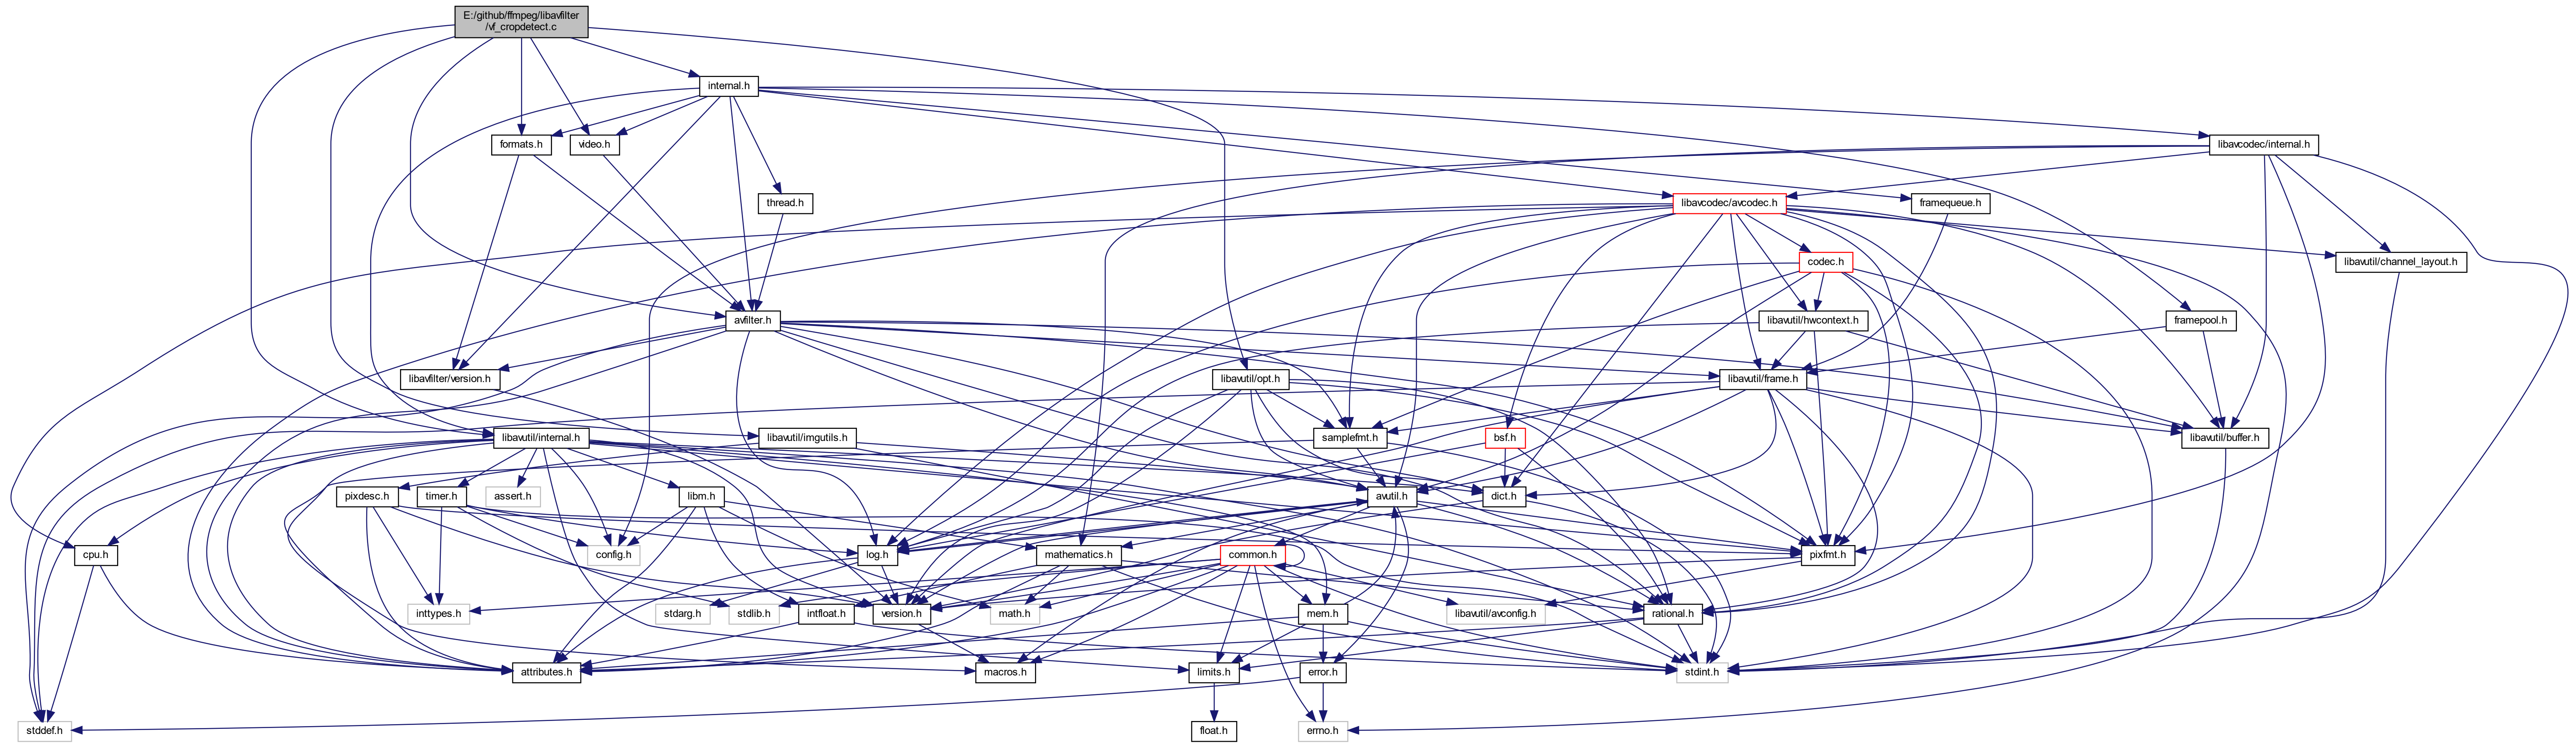 E:/github/ffmpeg/libavfilter
/vf_cropdetect.c
internal.h
formats.h
video.h
libavcodec/internal.h
thread.h
libavcodec/avcodec.h
framequeue.h
codec.h
libavutil/channel_layout.h
avfilter.h
libavutil/hwcontext.h
framepool.h
libavfilter/version.h
libavutil/opt.h
libavutil/frame.h
libavutil/internal.h
libavutil/imgutils.h
samplefmt.h
bsf.h
libavutil/buffer.h
pixdesc.h
timer.h
assert.h
libm.h
avutil.h
dict.h
cpu.h
config.h
log.h
mathematics.h
common.h
pixfmt.h
inttypes.h
stdarg.h
stdlib.h
intfloat.h
version.h
math.h
mem.h
libavutil/avconfig.h
rational.h
attributes.h
macros.h
limits.h
error.h
stdint.h
stddef.h
float.h
errno.h